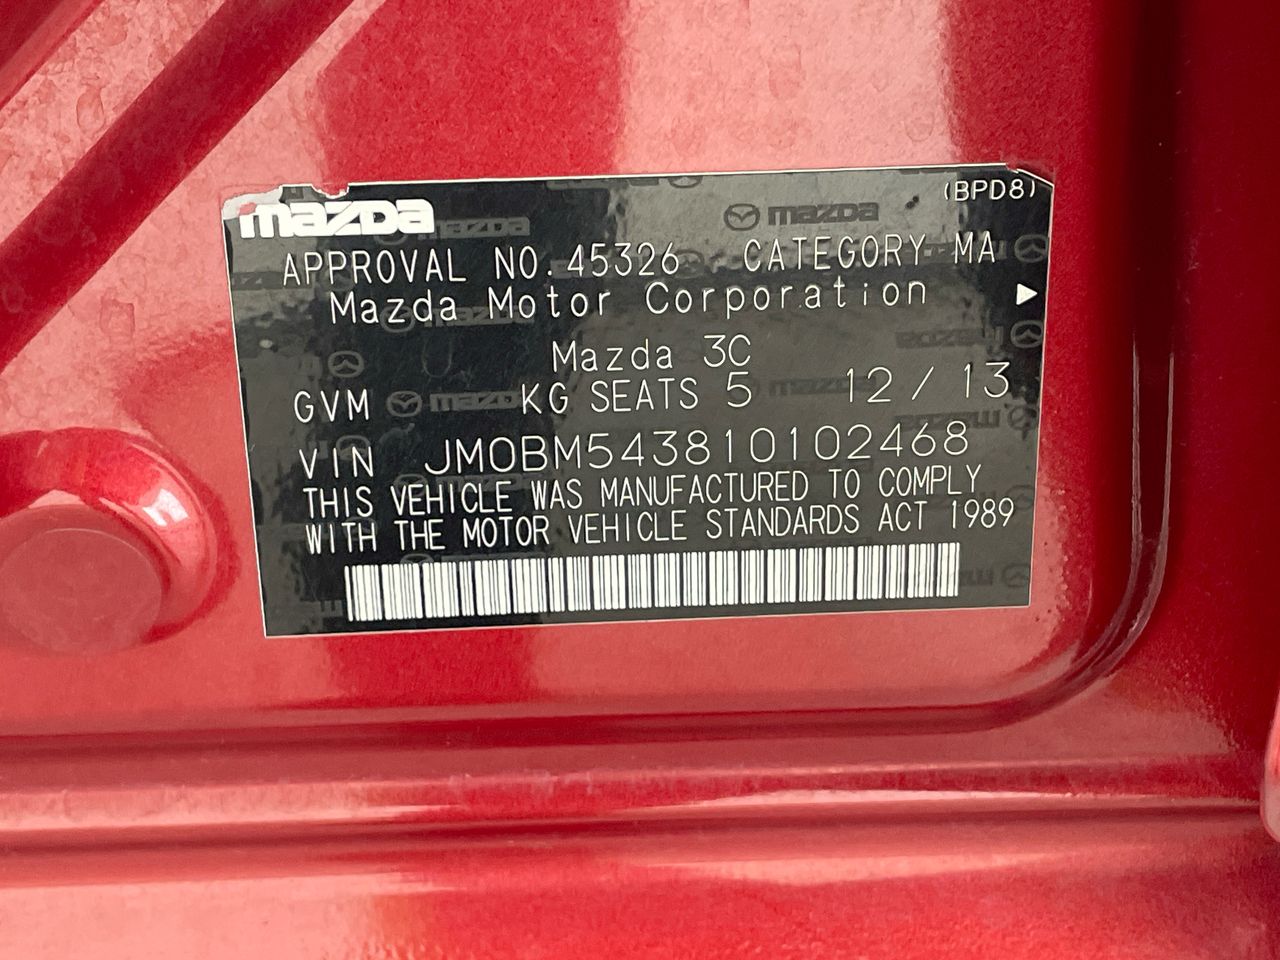 mazda
(BPD8)
APPROVAL NO. 45326 CATEGORY MA
Mazda Motor Corporation
Mazda 3C
GVM KG SEATS 5 12/13
VIN JM0BM543810102468
THIS VEHICLE WAS MANUFACTURED TO COMPLY
WITH THE MOTOR VEHICLE STANDARDS ACT 1989